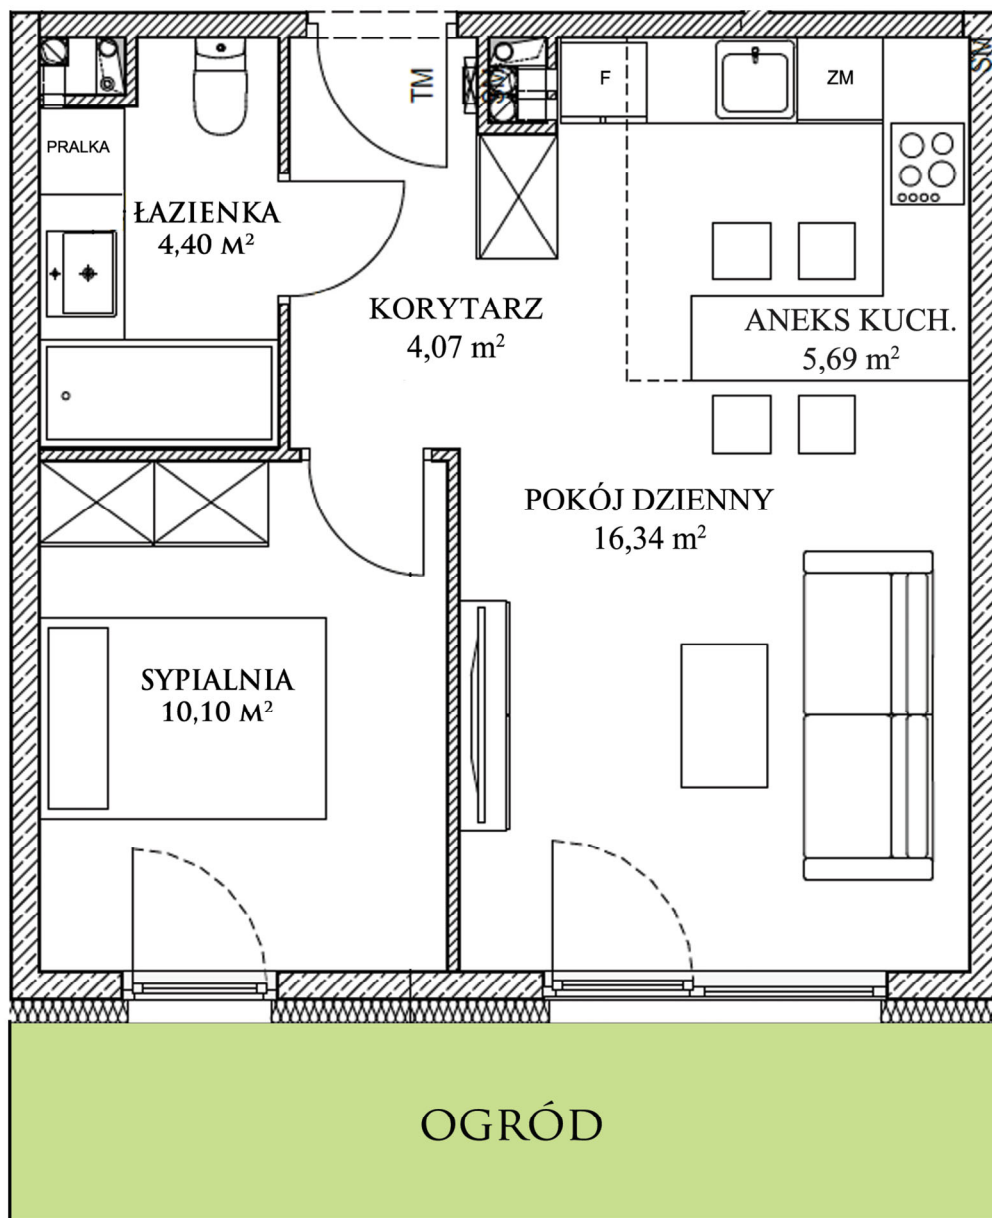 TM
F
ZM
SM
PRALKA
ŁAZIENKA
4,40 M²
KORYTARZ
4,07 m²
ANEKS KUCH.
5,69 m²
POKÓJ DZIENNY
16,34 m²
SYPIALNIA
10,10 M²
OGRÓD